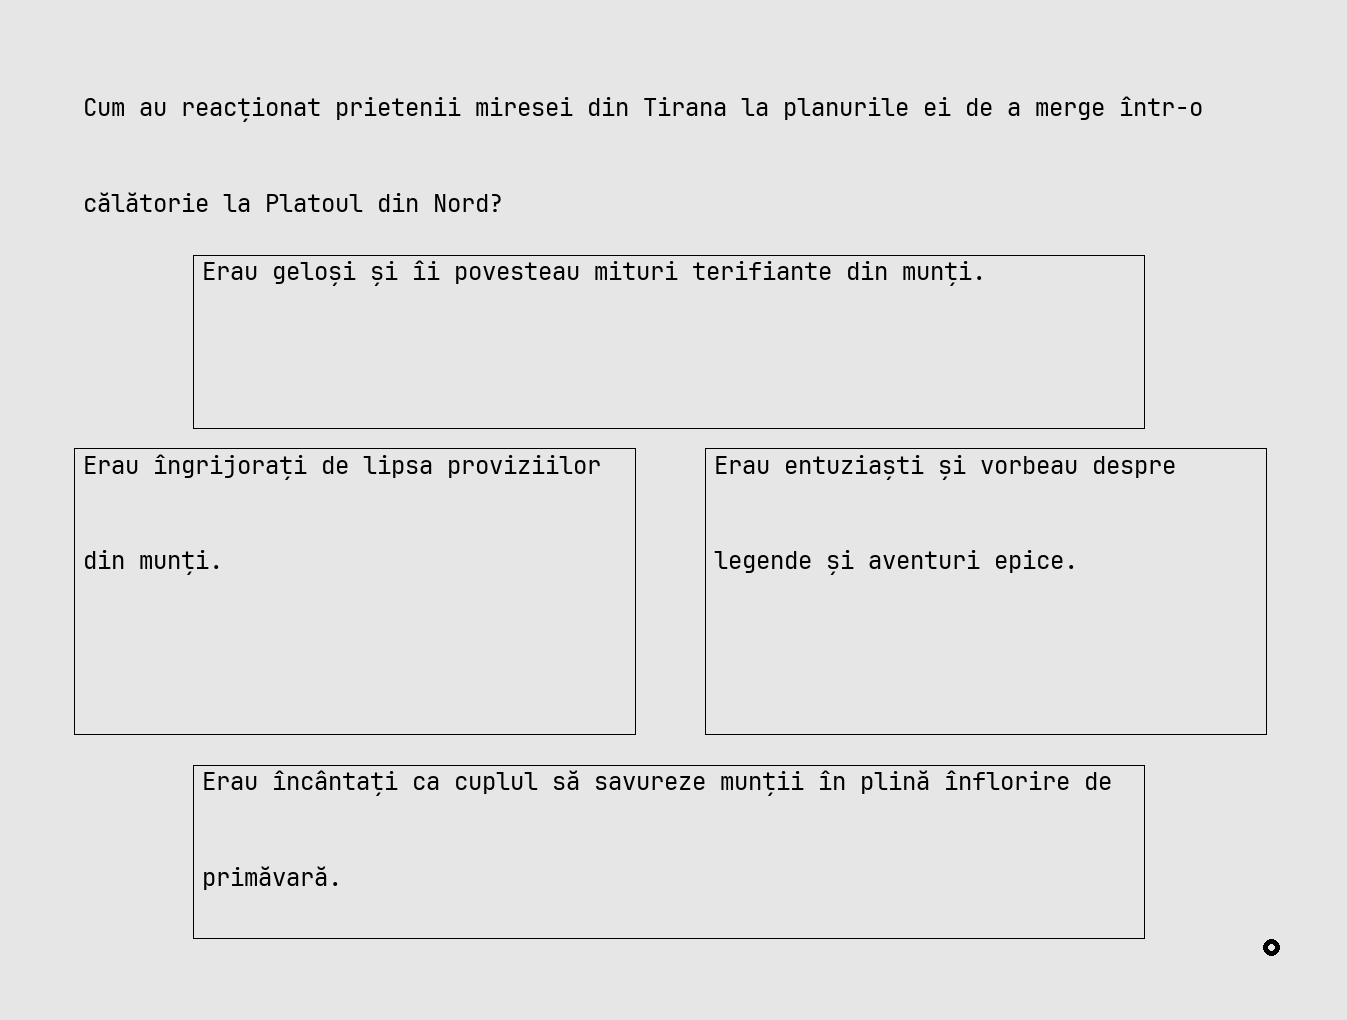 Cum au reacționat prietenii miresei din Tirana la planurile ei de a merge într-o
călătorie la Platoul din Nord?
Erau geloși și îi povesteau mituri terifiante din munți.
Erau îngrijorați de lipsa proviziilor
din munți.
Erau entuziaști și vorbeau despre
legende și aventuri epice.
Erau încântați ca cuplul să savureze munții în plină înflorire de
primăvară.